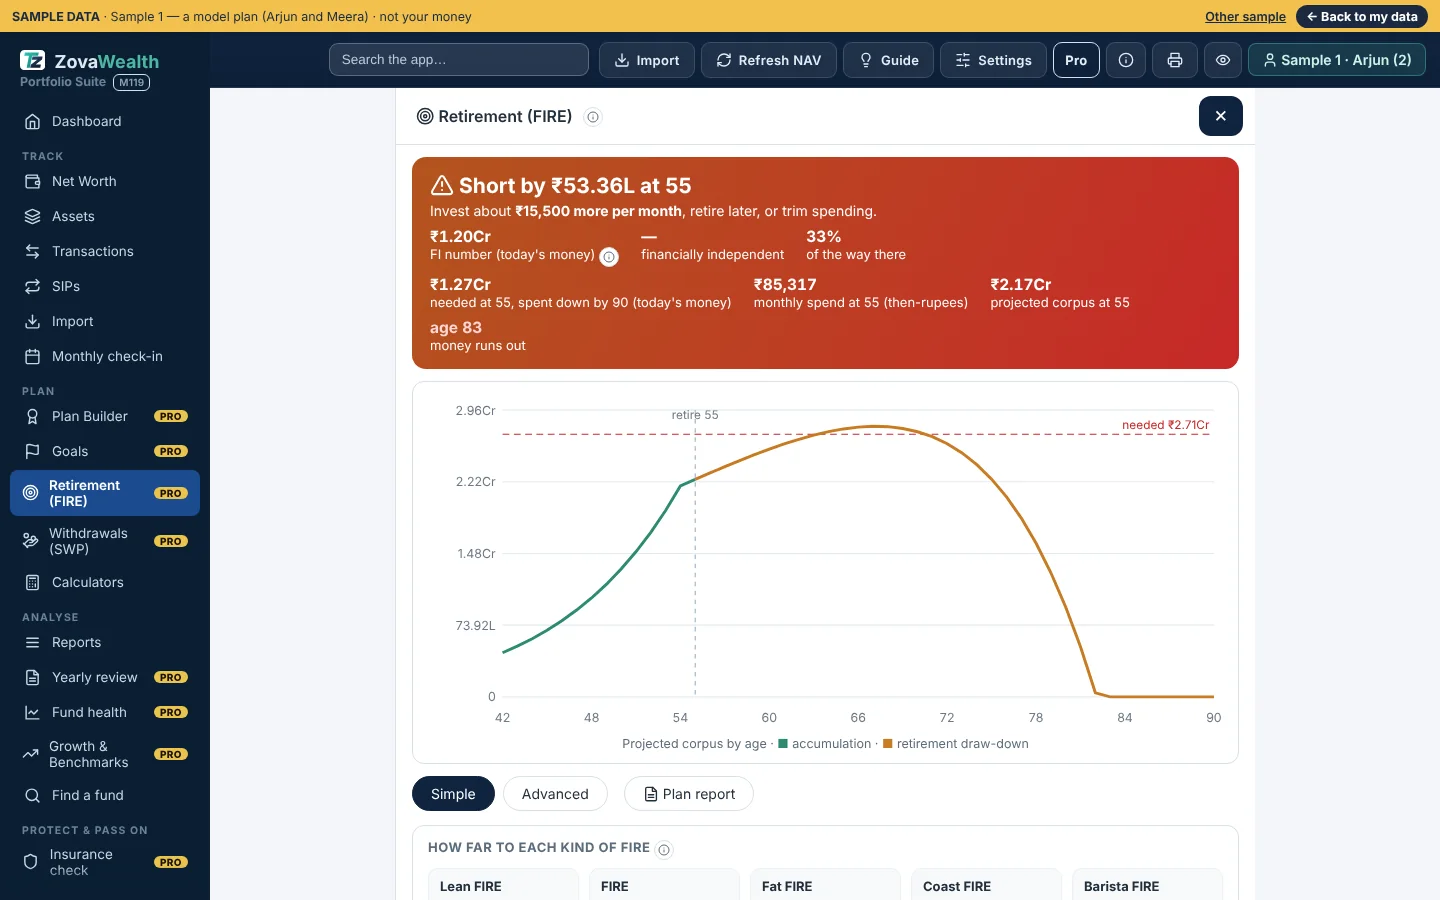 SAMPLE DATA · Sample 1 — a model plan (Arjun and Meera) · not your money
Other sample
← Back to my data
ZovaWealth
Portfolio Suite M119
Search the app…
Import
Refresh NAV
Guide
Settings
Pro
Sample 1 · Arjun (2)
Dashboard
TRACK
Net Worth
Assets
Transactions
SIPs
Import
Monthly check-in
PLAN
Plan Builder PRO
Goals PRO
Retirement (FIRE) PRO
Withdrawals (SWP) PRO
Calculators
ANALYSE
Reports
Yearly review PRO
Fund health PRO
Growth & Benchmarks PRO
Find a fund
PROTECT & PASS ON
Insurance check PRO
Retirement (FIRE)
Short by ₹53.36L at 55
Invest about ₹15,500 more per month, retire later, or trim spending.
₹1.20Cr
FI number (today's money)
—
financially independent
33%
of the way there
₹1.27Cr
needed at 55, spent down by 90 (today's money)
₹85,317
monthly spend at 55 (then-rupees)
₹2.17Cr
projected corpus at 55
age 83
money runs out
2.96Cr
2.22Cr
1.48Cr
73.92L
0
retire 55
needed ₹2.71Cr
42 48 54 60 66 72 78 84 90
Projected corpus by age · accumulation · retirement draw-down
Simple
Advanced
Plan report
HOW FAR TO EACH KIND OF FIRE
Lean FIRE
FIRE
Fat FIRE
Coast FIRE
Barista FIRE